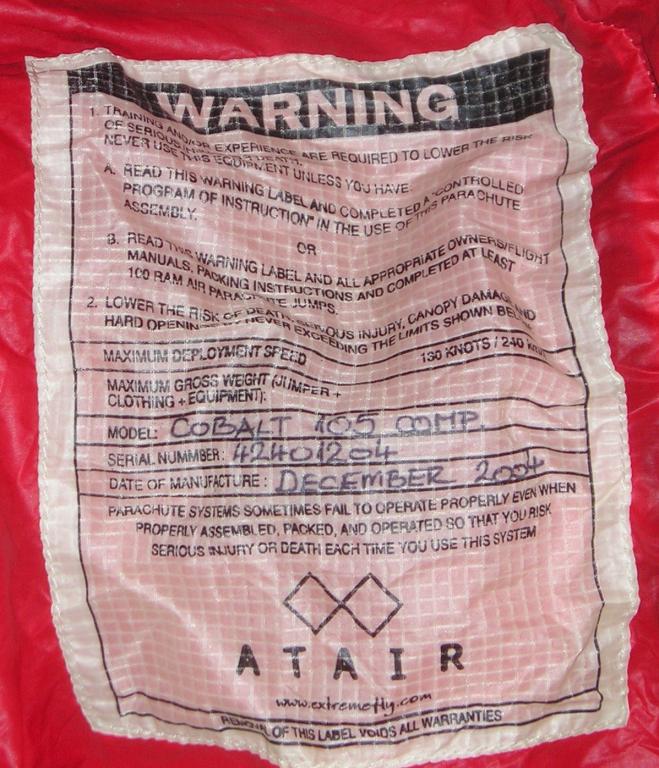 WARNING
1. TRAINING AND/OR EXPERIENCE ARE REQUIRED TO LOWER THE RISK
OF SERIOUS INJURY OR DEATH.
NEVER USE THIS EQUIPMENT UNLESS YOU HAVE:
A. READ THIS WARNING LABEL AND COMPLETED A "CONTROLLED
PROGRAM OF INSTRUCTION" IN THE USE OF THIS PARACHUTE
ASSEMBLY.
OR
B. READ THIS WARNING LABEL AND ALL APPROPRIATE OWNERS/FLIGHT
MANUALS, PACKING INSTRUCTIONS AND COMPLETED AT LEAST
100 RAM AIR PARACHUTE JUMPS.
2. LOWER THE RISK OF DEATH, SERIOUS INJURY, CANOPY DAMAGE AND
HARD OPENINGS BY NEVER EXCEEDING THE LIMITS SHOWN BELOW
MAXIMUM DEPLOYMENT SPEED 130 KNOTS / 240
MAXIMUM GROSS WEIGHT (JUMPER +
CLOTHING + EQUIPMENT):
MODEL: COBALT 105 COMP.
SERIAL NUMMBER: 42401204
DATE OF MANUFACTURE: DECEMBER 2004
PARACHUTE SYSTEMS SOMETIMES FAIL TO OPERATE PROPERLY EVEN WHEN
PROPERLY ASSEMBLED, PACKED, AND OPERATED SO THAT YOU RISK
SERIOUS INJURY OR DEATH EACH TIME YOU USE THIS SYSTEM
ATAIR
www.extremefly.com
REMOVAL OF THIS LABEL VOIDS ALL WARRANTIES